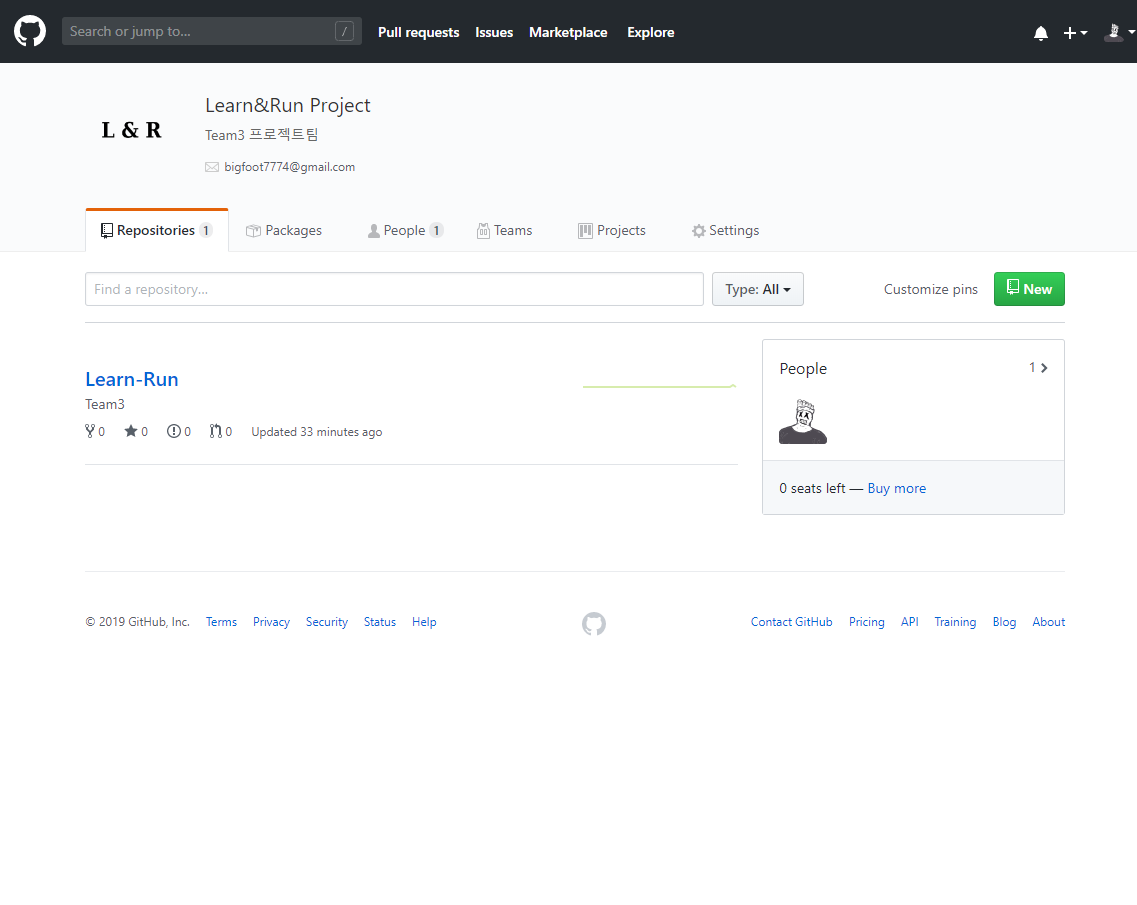 Search or jump to... / Pull requests Issues Marketplace Explore
L & R
Learn&Run Project
Team3 프로젝트팀
bigfoot7774@gmail.com
Repositories 1 Packages People 1 Teams Projects Settings
Find a repository... Type: All Customize pins New
Learn-Run
Team3
0 0 0 0 Updated 33 minutes ago
People 1
0 seats left — Buy more
© 2019 GitHub, Inc. Terms Privacy Security Status Help Contact GitHub Pricing API Training Blog About